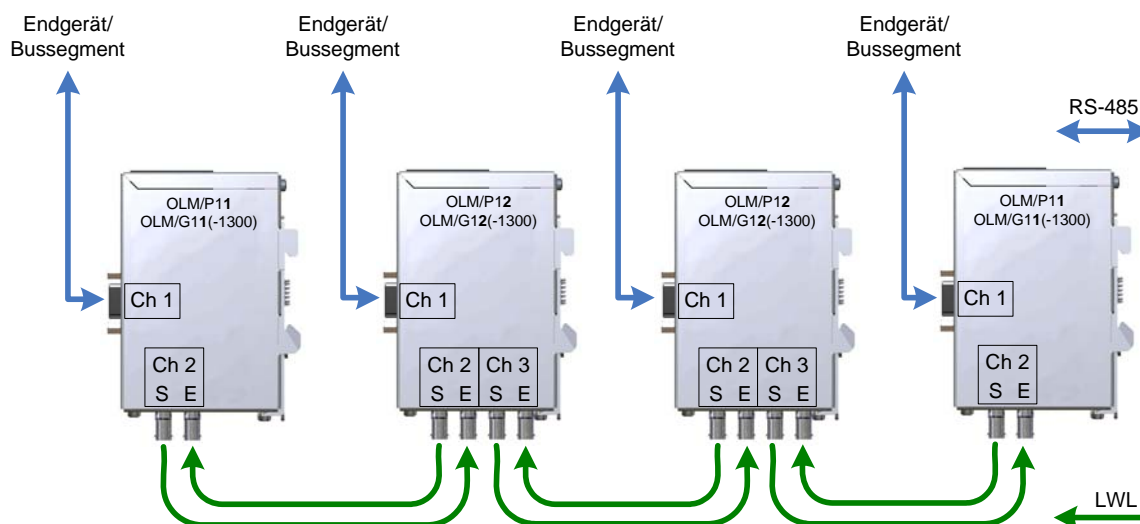 Endgerät/
Bussegment
Endgerät/
Bussegment
Endgerät/
Bussegment
Endgerät/
Bussegment
RS-485
OLM/P11
OLM/G11(-1300)
OLM/P12
OLM/G12(-1300)
OLM/P12
OLM/G12(-1300)
OLM/P11
OLM/G11(-1300)
Ch 1
Ch 1
Ch 1
Ch 1
Ch 2
S E
Ch 2 Ch 3
S E S E
Ch 2 Ch 3
S E S E
Ch 2
S E
LWL